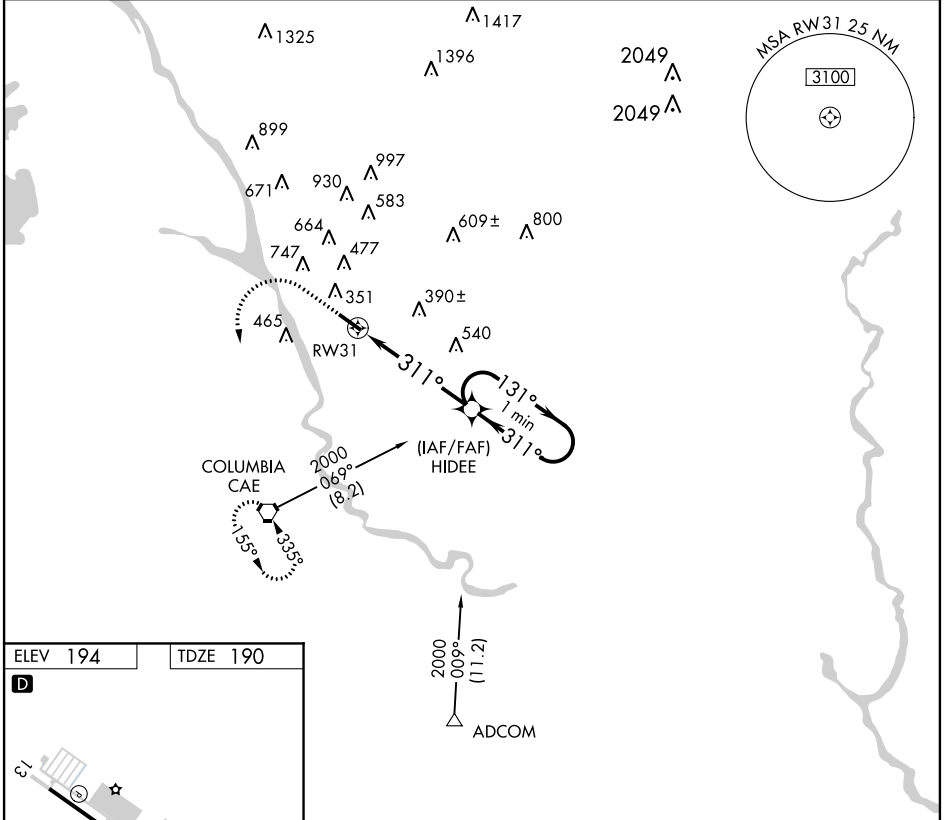 1325
1417
1396
2049
2049
MSA RW31 25 NM
3100
899
671
930
997
583
664
609±
800
747
477
351
390±
465
540
RW31
311°
131°
1 min
311°
(IAF/FAF)
HIDEE
COLUMBIA
CAE
2000
069°
(8.2)
155°
335°
2000
009°
(11.2)
ADCOM
ELEV 194
TDZE 190
D
13
P